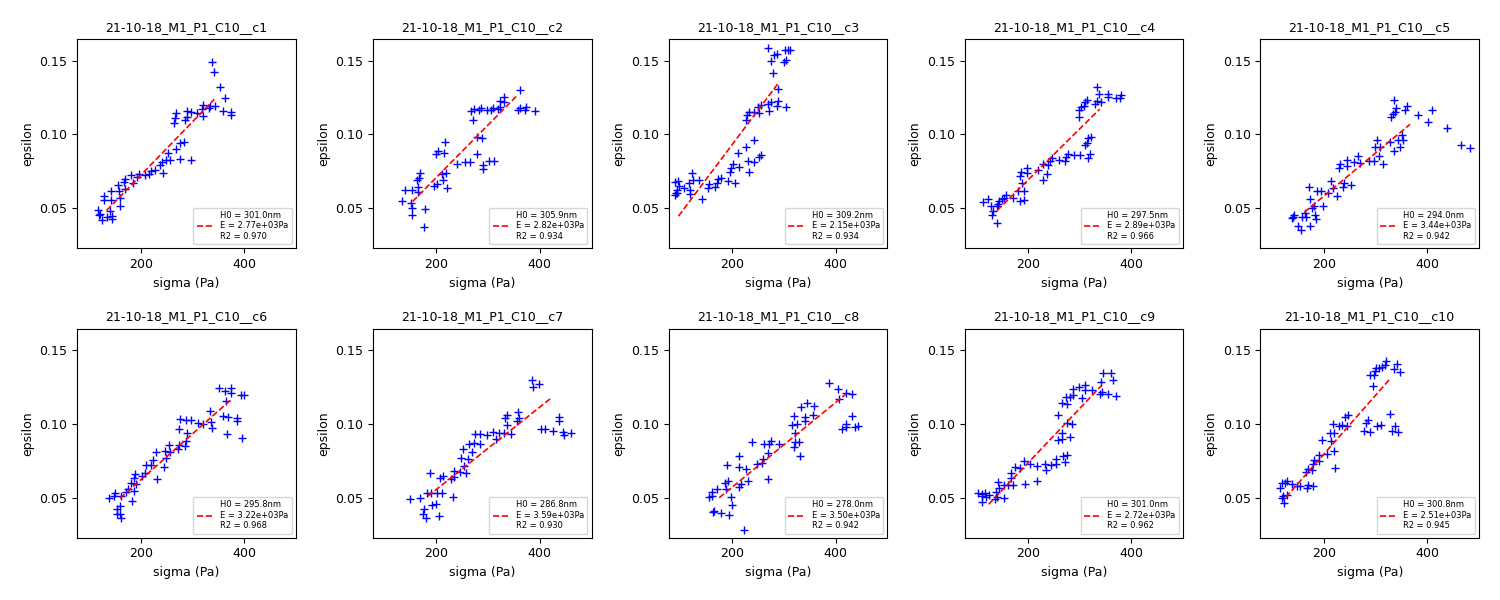 21-10-18_M1_P1_C10__c1
0.15
0.10
0.05
epsilon
200
400
sigma (Pa)
H0 = 301.0nm
E = 2.77e+03Pa
R2 = 0.970
21-10-18_M1_P1_C10__c2
0.15
0.10
0.05
epsilon
200
400
sigma (Pa)
H0 = 305.9nm
E = 2.82e+03Pa
R2 = 0.934
21-10-18_M1_P1_C10__c3
0.15
0.10
0.05
epsilon
200
400
sigma (Pa)
H0 = 309.2nm
E = 2.15e+03Pa
R2 = 0.934
21-10-18_M1_P1_C10__c4
0.15
0.10
0.05
epsilon
200
400
sigma (Pa)
H0 = 297.5nm
E = 2.89e+03Pa
R2 = 0.966
21-10-18_M1_P1_C10__c5
0.15
0.10
0.05
epsilon
200
400
sigma (Pa)
H0 = 294.0nm
E = 3.44e+03Pa
R2 = 0.942
21-10-18_M1_P1_C10__c6
0.15
0.10
0.05
epsilon
200
400
sigma (Pa)
H0 = 295.8nm
E = 3.22e+03Pa
R2 = 0.968
21-10-18_M1_P1_C10__c7
0.15
0.10
0.05
epsilon
200
400
sigma (Pa)
H0 = 286.8nm
E = 3.59e+03Pa
R2 = 0.930
21-10-18_M1_P1_C10__c8
0.15
0.10
0.05
epsilon
200
400
sigma (Pa)
H0 = 278.0nm
E = 3.50e+03Pa
R2 = 0.942
21-10-18_M1_P1_C10__c9
0.15
0.10
0.05
epsilon
200
400
sigma (Pa)
H0 = 301.0nm
E = 2.72e+03Pa
R2 = 0.962
21-10-18_M1_P1_C10__c10
0.15
0.10
0.05
epsilon
200
400
sigma (Pa)
H0 = 300.8nm
E = 2.51e+03Pa
R2 = 0.945